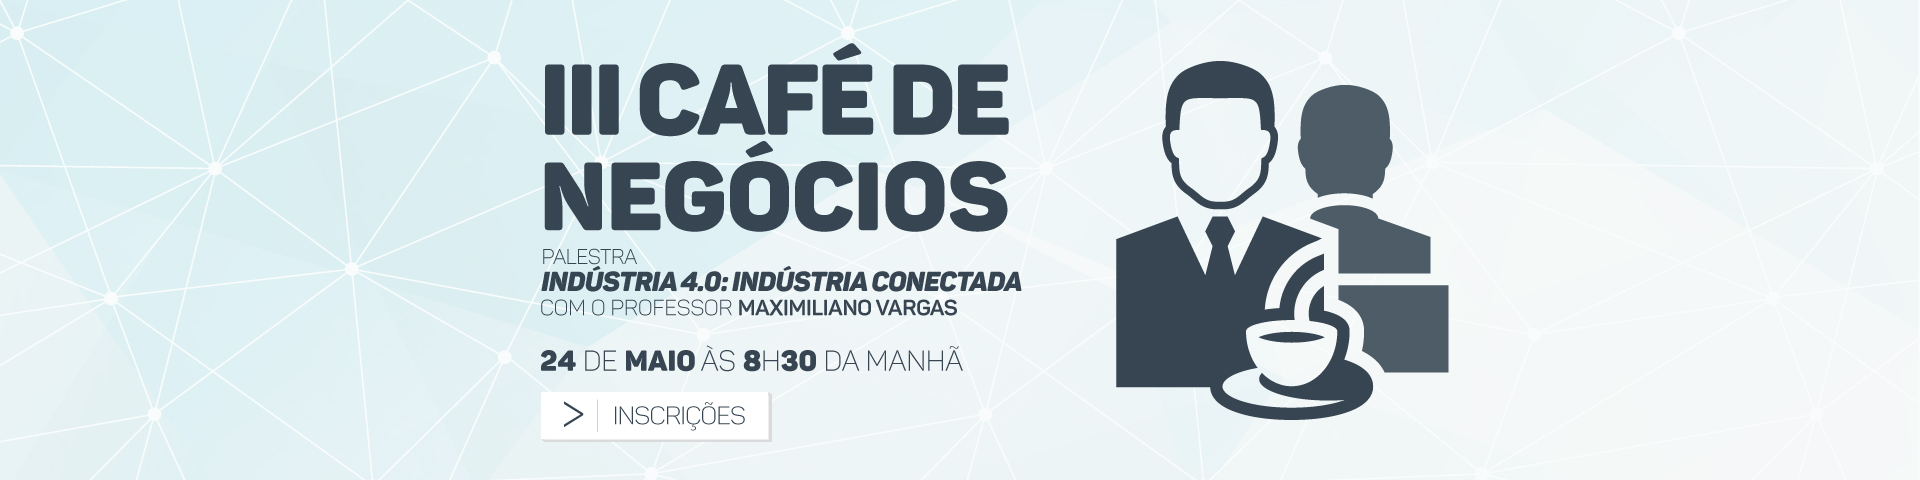 III CAFÉ DE
NEGÓCIOS
PALESTRA
INDÚSTRIA 4.0: INDÚSTRIA CONECTADA
COM O PROFESSOR MAXIMILIANO VARGAS
24 DE MAIO ÀS 8H30 DA MANHÃ
> INSCRIÇÕES